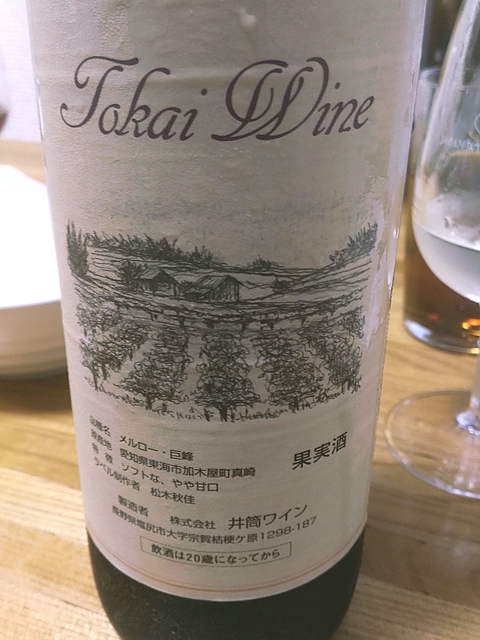 Tokai Wine
品種名 メルロー・巨峰
原産地 愛知県東海市加木屋町真崎
特徴 ソフトな、やや甘口
ラベル制作者 松木秋佳
果実酒
製造者 株式会社 井筒ワイン
長野県塩尻市大字宗賀桔梗ケ原1298-187
飲酒は20歳になってから